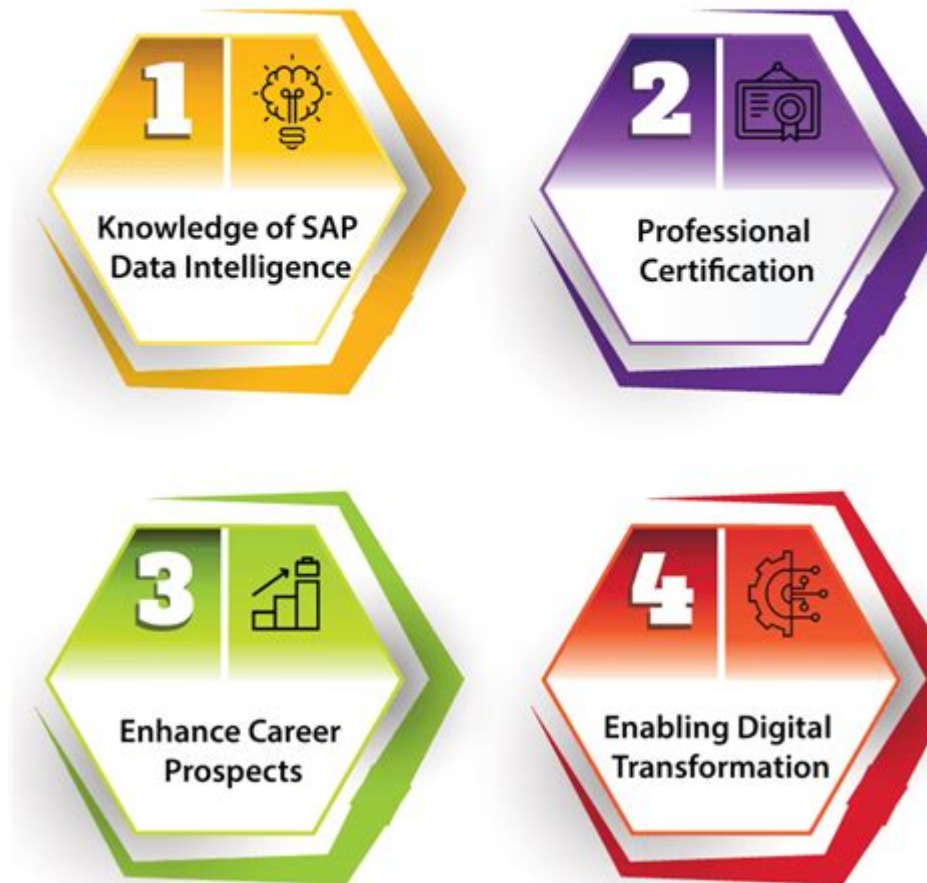 1
Knowledge of SAP
Data Intelligence
2
Professional
Certification
3
Enhance Career
Prospects
4
Enabling Digital
Transformation